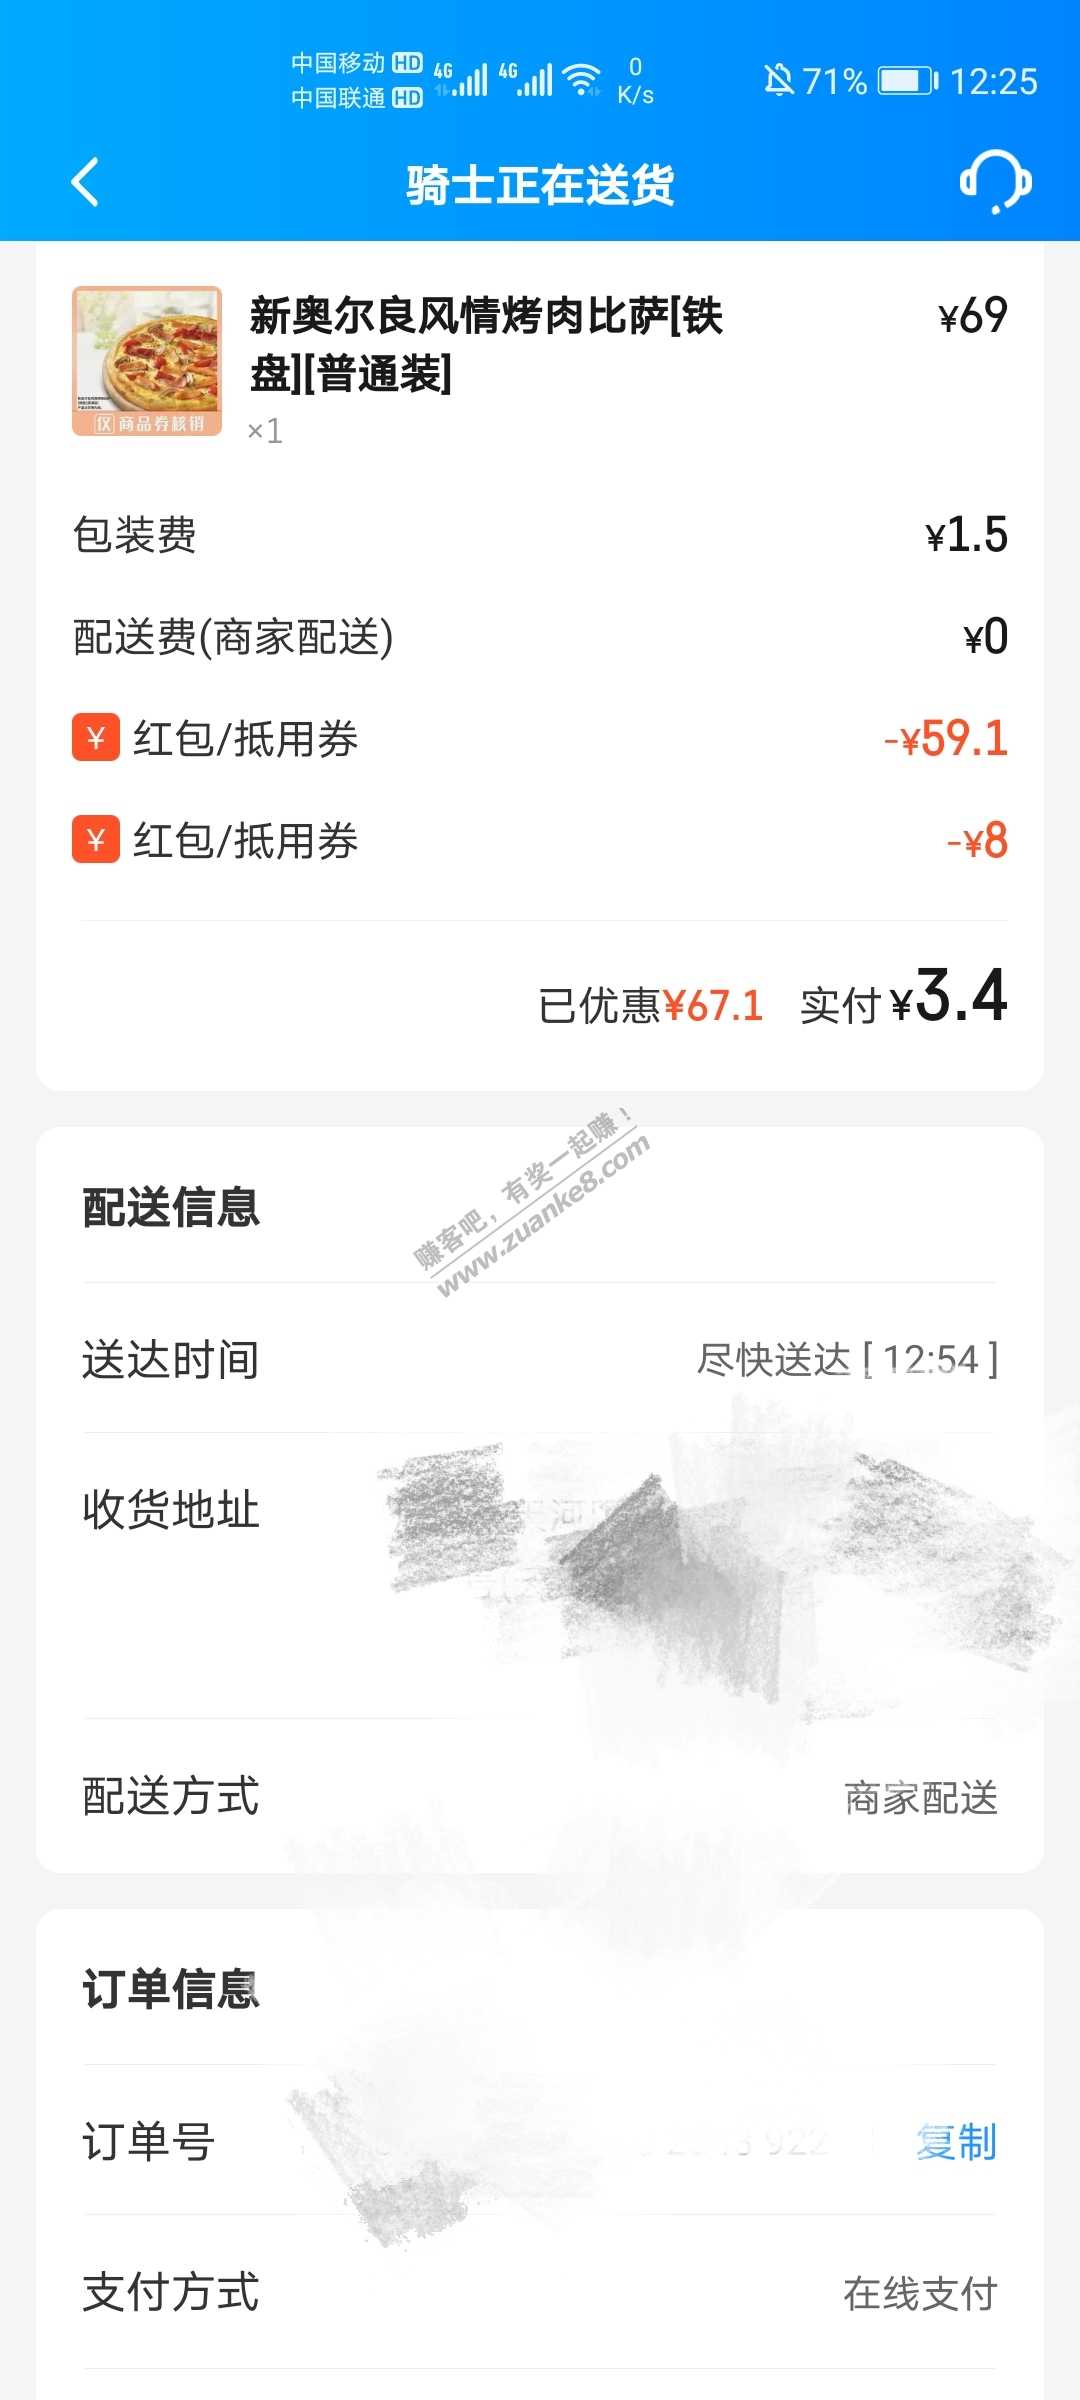 中国移动 HD 4G 4G 0 71% 12:25
中国联通 HD K/s
骑士正在送货
新奥尔良风情烤肉比萨[铁 ¥69
盘][普通装]
仅商品券核销
×1
包装费 ¥1.5
配送费(商家配送) ¥0
¥ 红包/抵用券 -¥59.1
¥ 红包/抵用券 -¥8
已优惠¥67.1 实付¥3.4
赚客吧，有奖一起赚！
www.zuanke8.com
配送信息
送达时间 尽快送达 [ 12:54 ]
收货地址
配送方式 商家配送
订单信息
订单号 复制
支付方式 在线支付